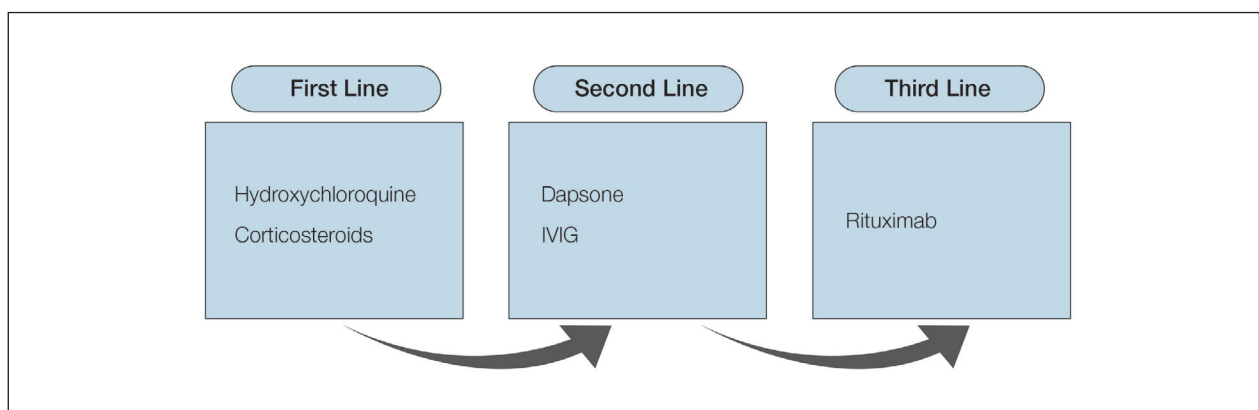 First Line
Hydroxychloroquine
Corticosteroids
Second Line
Dapsone
IVIG
Third Line
Rituximab